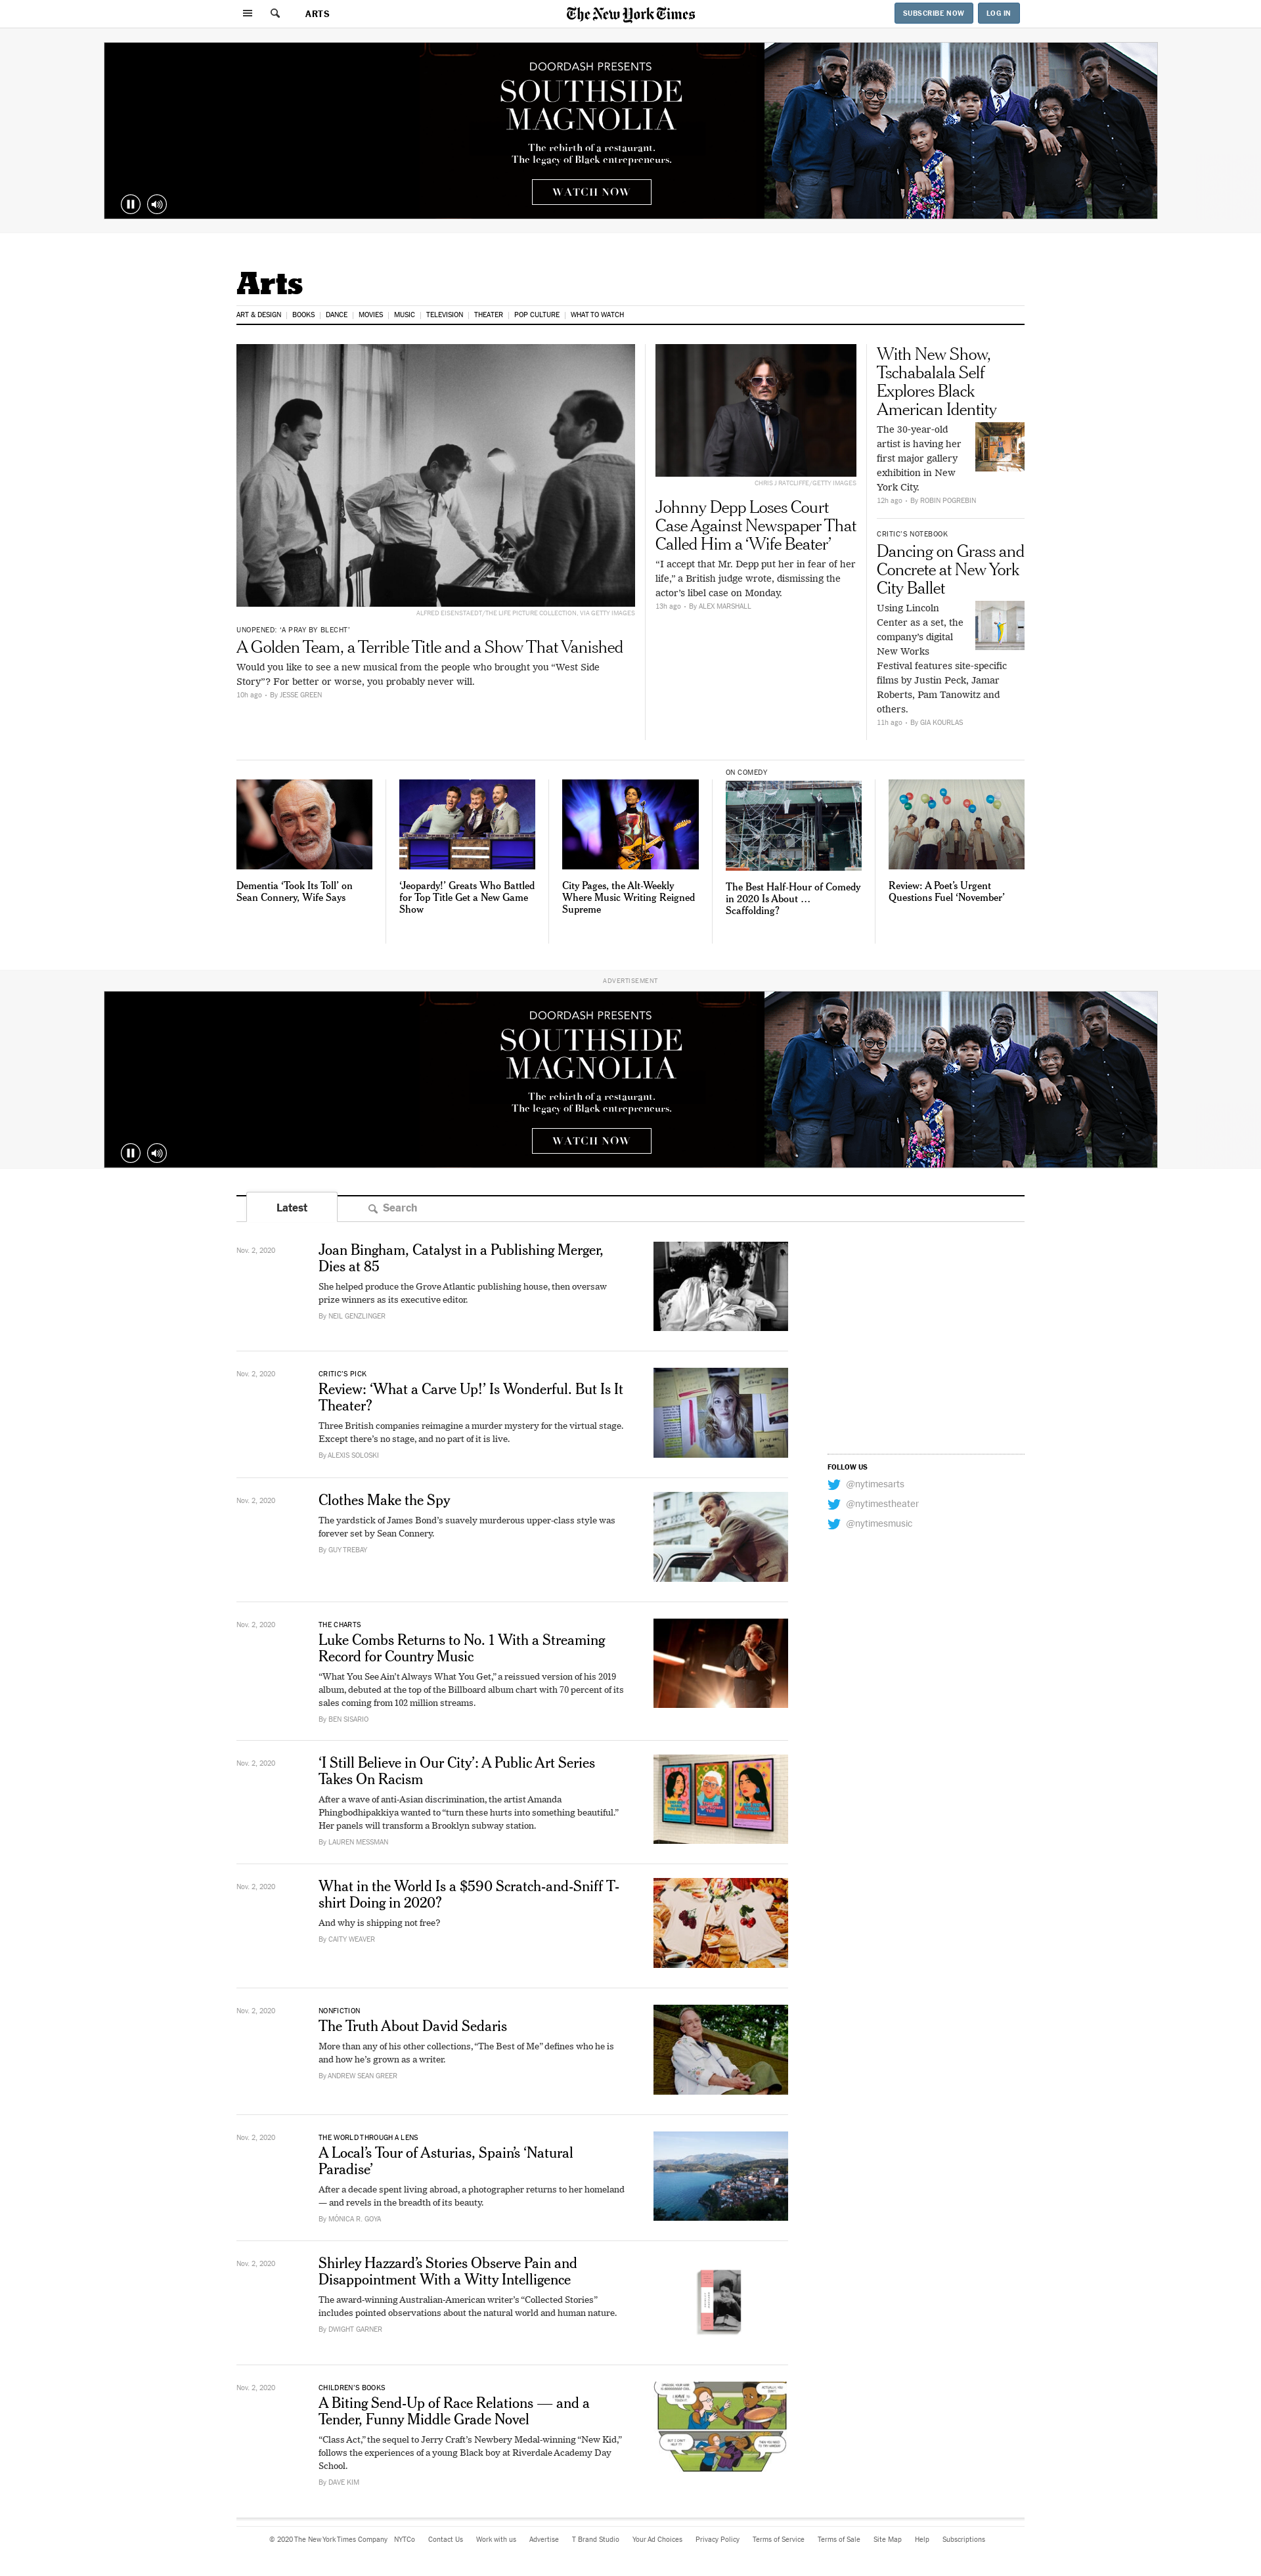 ARTS
The New York Times
SUBSCRIBE NOW
LOG IN
DOORDASH PRESENTS
SOUTHSIDE
MAGNOLIA
The rebirth of a restaurant.
The legacy of Black entrepreneurs.
WATCH NOW
Arts
ART & DESIGN | BOOKS | DANCE | MOVIES | MUSIC | TELEVISION | THEATER | POP CULTURE | WHAT TO WATCH
ALFRED EISENSTAEDT/THE LIFE PICTURE COLLECTION, VIA GETTY IMAGES
UNOPENED: ‘A PRAY BY BLECHT’
A Golden Team, a Terrible Title and a Show That Vanished
Would you like to see a new musical from the people who brought you “West Side
Story”? For better or worse, you probably never will.
10h ago • By JESSE GREEN
CHRIS J RATCLIFFE/GETTY IMAGES
Johnny Depp Loses Court
Case Against Newspaper That
Called Him a ‘Wife Beater’
“I accept that Mr. Depp put her in fear of her
life,” a British judge wrote, dismissing the
actor’s libel case on Monday.
13h ago • By ALEX MARSHALL
With New Show,
Tschabalala Self
Explores Black
American Identity
The 30-year-old
artist is having her
first major gallery
exhibition in New
York City.
12h ago • By ROBIN POGREBIN
CRITIC’S NOTEBOOK
Dancing on Grass and
Concrete at New York
City Ballet
Using Lincoln
Center as a set, the
company’s digital
New Works
Festival features site-specific
films by Justin Peck, Jamar
Roberts, Pam Tanowitz and
others.
11h ago • By GIA KOURLAS
Dementia ‘Took Its Toll’ on
Sean Connery, Wife Says
‘Jeopardy!’ Greats Who Battled
for Top Title Get a New Game
Show
City Pages, the Alt-Weekly
Where Music Writing Reigned
Supreme
ON COMEDY
The Best Half-Hour of Comedy
in 2020 Is About …
Scaffolding?
Review: A Poet’s Urgent
Questions Fuel ‘November’
ADVERTISEMENT
DOORDASH PRESENTS
SOUTHSIDE
MAGNOLIA
The rebirth of a restaurant.
The legacy of Black entrepreneurs.
WATCH NOW
Latest
Search
Nov. 2, 2020
Joan Bingham, Catalyst in a Publishing Merger,
Dies at 85
She helped produce the Grove Atlantic publishing house, then oversaw
prize winners as its executive editor.
By NEIL GENZLINGER
Nov. 2, 2020
CRITIC’S PICK
Review: ‘What a Carve Up!’ Is Wonderful. But Is It
Theater?
Three British companies reimagine a murder mystery for the virtual stage.
Except there’s no stage, and no part of it is live.
By ALEXIS SOLOSKI
FOLLOW US
@nytimesarts
@nytimestheater
@nytimesmusic
Nov. 2, 2020
Clothes Make the Spy
The yardstick of James Bond’s suavely murderous upper-class style was
forever set by Sean Connery.
By GUY TREBAY
Nov. 2, 2020
THE CHARTS
Luke Combs Returns to No. 1 With a Streaming
Record for Country Music
“What You See Ain’t Always What You Get,” a reissued version of his 2019
album, debuted at the top of the Billboard album chart with 70 percent of its
sales coming from 102 million streams.
By BEN SISARIO
Nov. 2, 2020
‘I Still Believe in Our City’: A Public Art Series
Takes On Racism
After a wave of anti-Asian discrimination, the artist Amanda
Phingbodhipakkiya wanted to “turn these hurts into something beautiful.”
Her panels will transform a Brooklyn subway station.
By LAUREN MESSMAN
Nov. 2, 2020
What in the World Is a $590 Scratch-and-Sniff T-
shirt Doing in 2020?
And why is shipping not free?
By CAITY WEAVER
Nov. 2, 2020
NONFICTION
The Truth About David Sedaris
More than any of his other collections, “The Best of Me” defines who he is
and how he’s grown as a writer.
By ANDREW SEAN GREER
Nov. 2, 2020
THE WORLD THROUGH A LENS
A Local’s Tour of Asturias, Spain’s ‘Natural
Paradise’
After a decade spent living abroad, a photographer returns to her homeland
— and revels in the breadth of its beauty.
By MÓNICA R. GOYA
Nov. 2, 2020
Shirley Hazzard’s Stories Observe Pain and
Disappointment With a Witty Intelligence
The award-winning Australian-American writer’s “Collected Stories”
includes pointed observations about the natural world and human nature.
By DWIGHT GARNER
Nov. 2, 2020
CHILDREN’S BOOKS
A Biting Send-Up of Race Relations — and a
Tender, Funny Middle Grade Novel
“Class Act,” the sequel to Jerry Craft’s Newbery Medal-winning “New Kid,”
follows the experiences of a young Black boy at Riverdale Academy Day
School.
By DAVE KIM
© 2020 The New York Times Company NYTCo Contact Us Work with us Advertise T Brand Studio Your Ad Choices Privacy Policy Terms of Service Terms of Sale Site Map Help Subscriptions